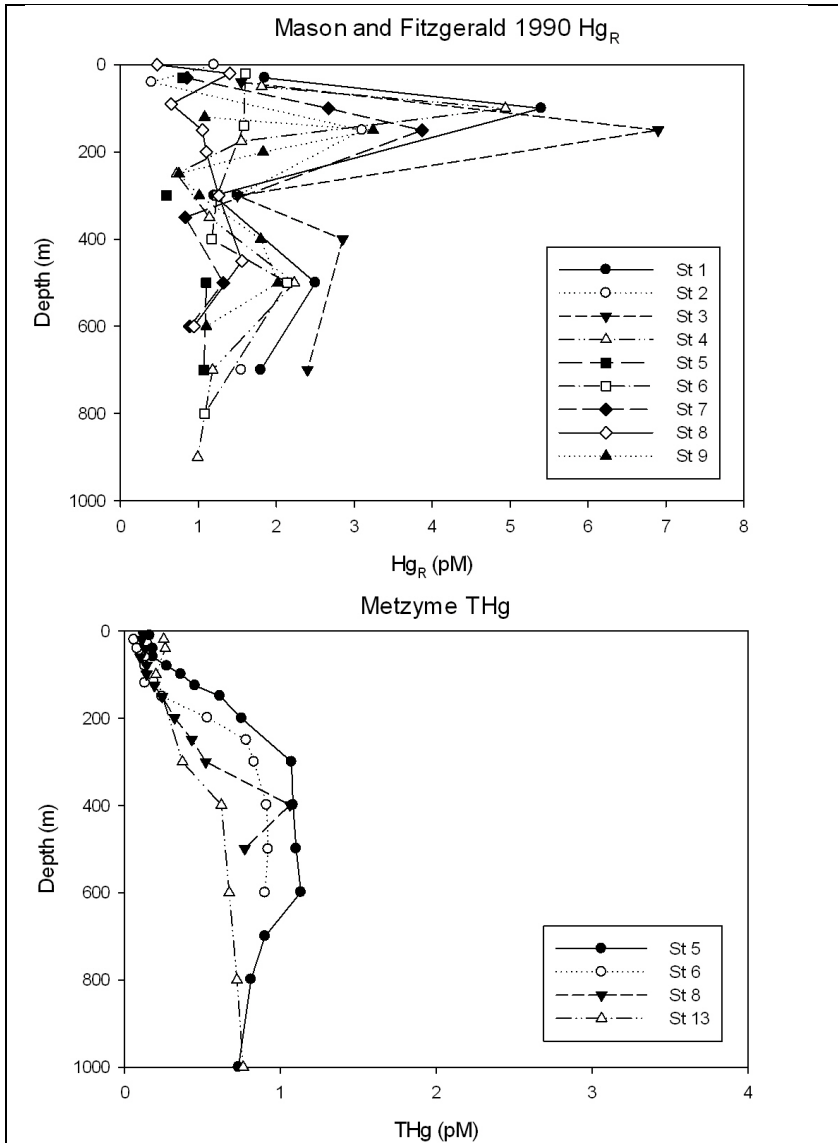 Mason and Fitzgerald 1990 HgR
0
200
400
600
800
1000
Depth (m)
St 1
St 2
St 3
St 4
St 5
St 6
St 7
St 8
St 9
0 1 2 3 4 5 6 7 8
HgR (pM)
Metzyme THg
0
200
400
600
800
1000
Depth (m)
St 5
St 6
St 8
St 13
0 1 2 3 4
THg (pM)